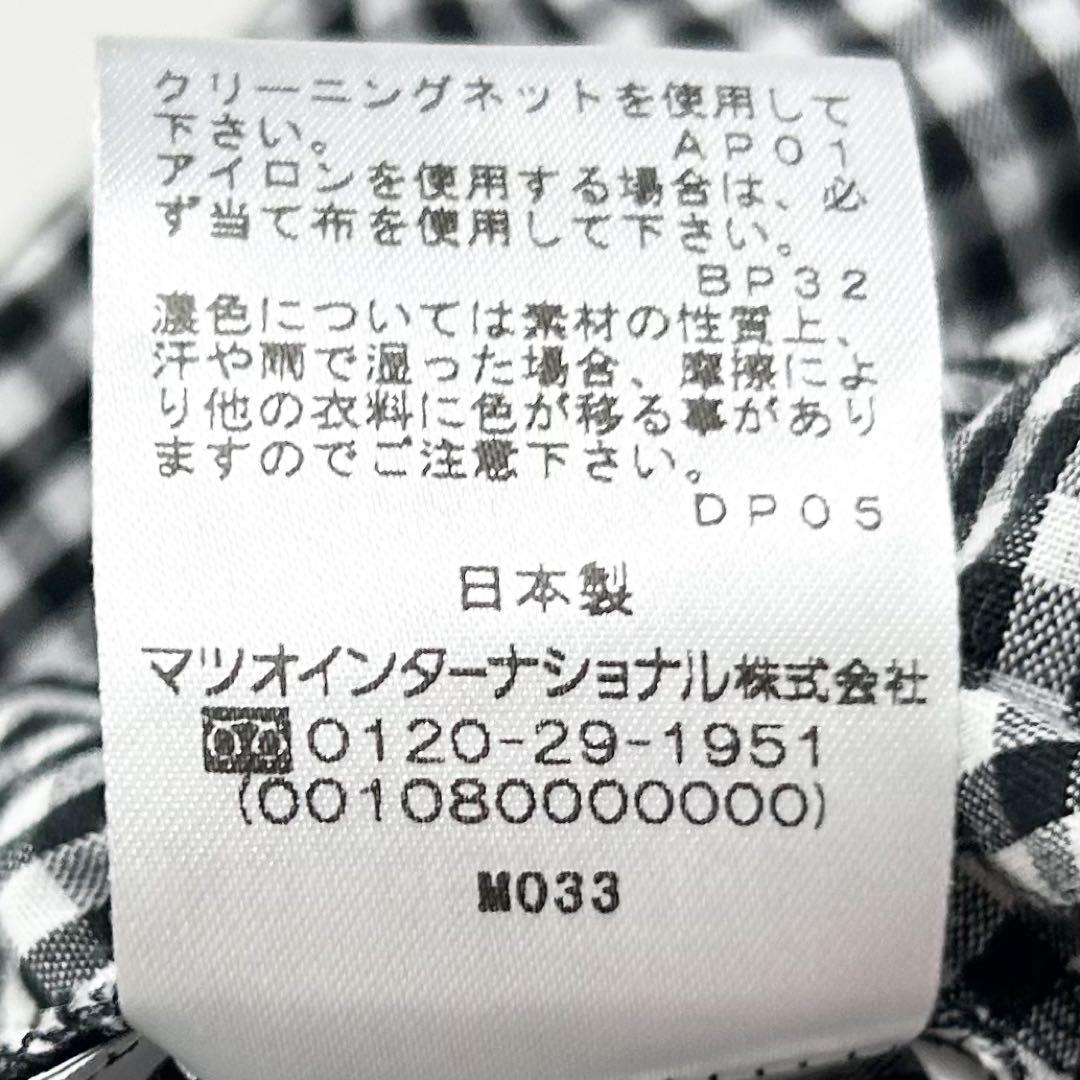 クリーニングネットを使用して
下さい。
AP01
アイロンを使用する場合は、必
ず当て布を使用して下さい。
BP32
濃色については素材の性質上、
汗や雨で湿った場合、摩擦によ
り他の衣料に色が移る事があり
ますのでご注意下さい。
DP05
日本製
マツオインターナショナル株式会社
0120-29-1951
(001080000000)
M033